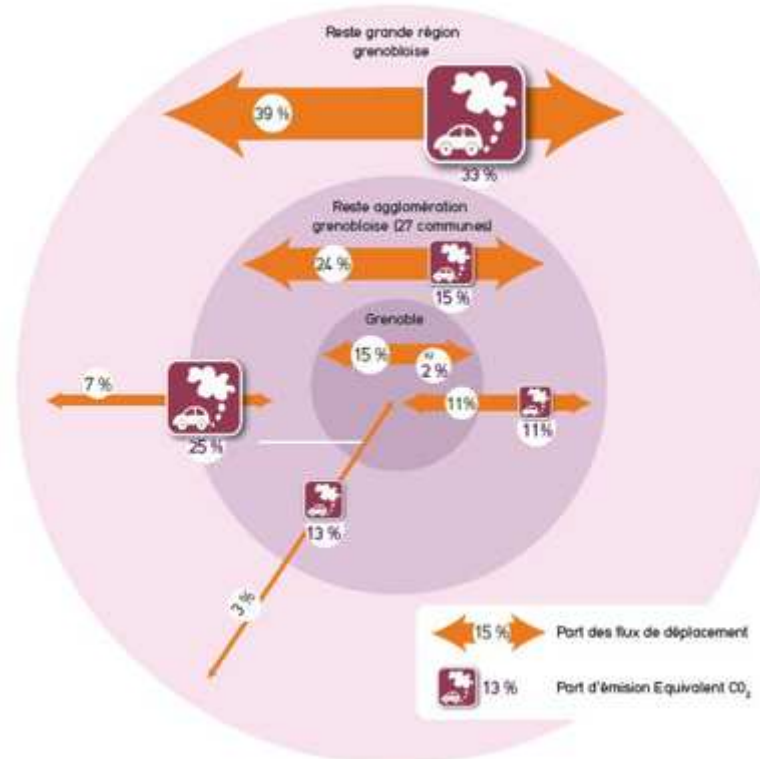 Reste grande région
grenobloise
39 %
33 %
Reste agglomération
grenobloise (27 communes)
24 %
15 %
Grenoble
15 %
2 %
7 %
11%
11%
25 %
13 %
3 %
15 %
Part des flux de déplacement
13 %
Part d'émision Equivalent CO₂